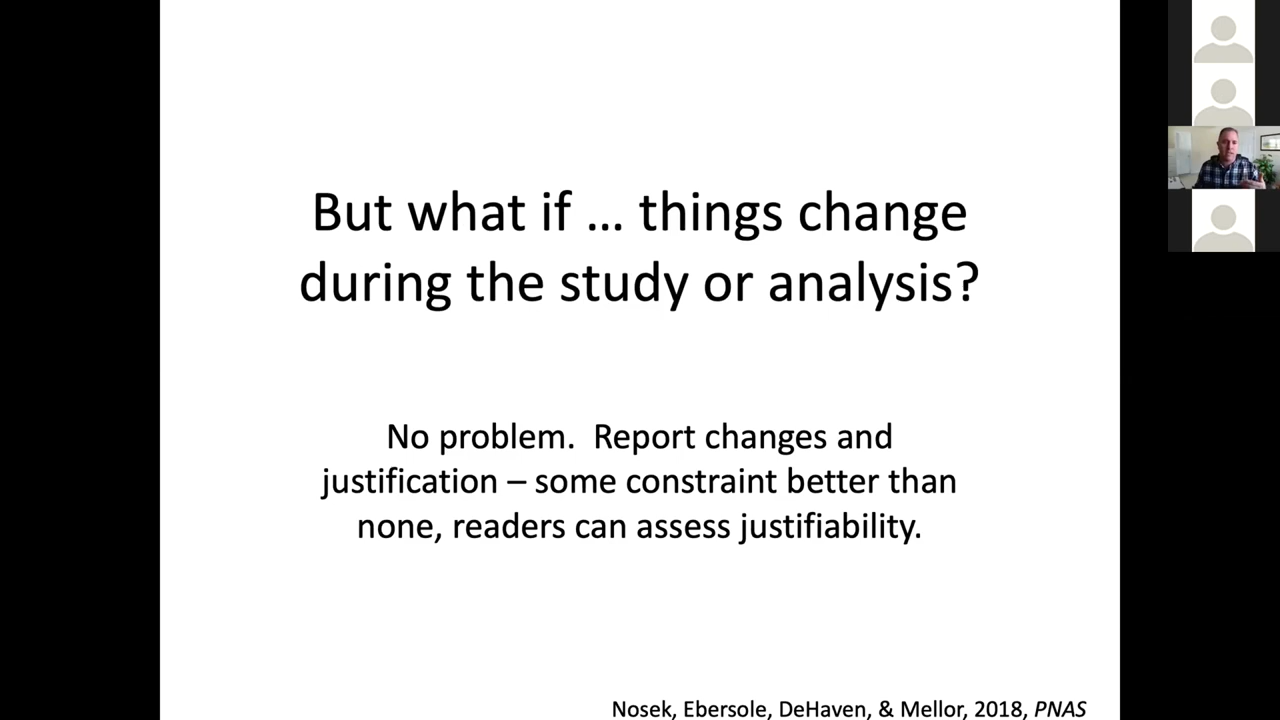 But what if … things change
during the study or analysis?
No problem.  Report changes and
justification – some constraint better than
none, readers can assess justifiability.
Nosek, Ebersole, DeHaven, & Mellor, 2018, PNAS